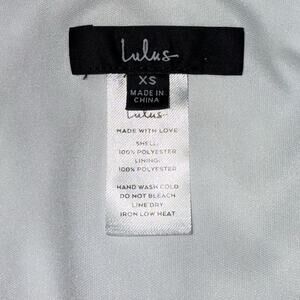 Lulus
XS
MADE IN
CHINA
Lulus
MADE WITH LOVE
SHELL:
100% POLYESTER
LINING:
100% POLYESTER
HAND WASH COLD
DO NOT BLEACH
LINE DRY
IRON LOW HEAT